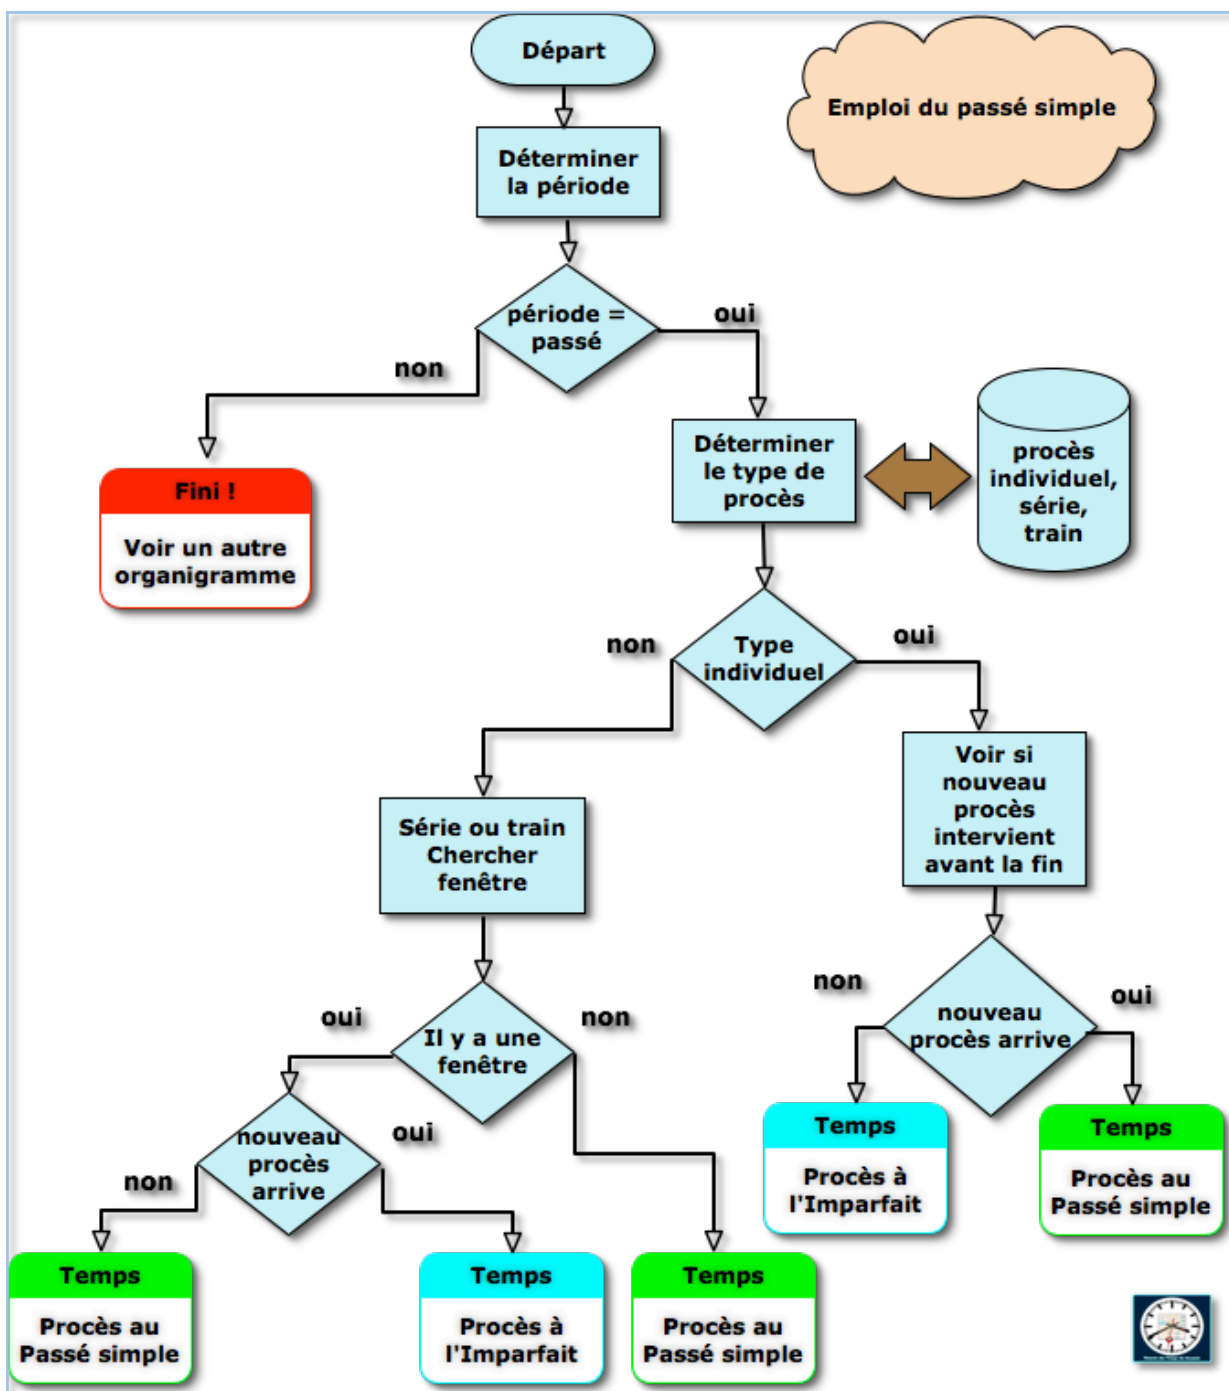 Départ
Emploi du passé simple
Déterminer
la période
période =
passé
oui
non
Déterminer
le type de
procès
procès
individuel,
série,
train
Fini !
Voir un autre
organigramme
Type
individuel
non
oui
Voir si
nouveau
procès
intervient
avant la fin
Série ou train
Chercher
fenêtre
non
oui
nouveau
procès arrive
oui
non
Il y a une
fenêtre
nouveau
procès
arrive
oui
non
Temps
Procès à
l'Imparfait
Temps
Procès au
Passé simple
Temps
Procès au
Passé simple
Temps
Procès à
l'Imparfait
Temps
Procès au
Passé simple